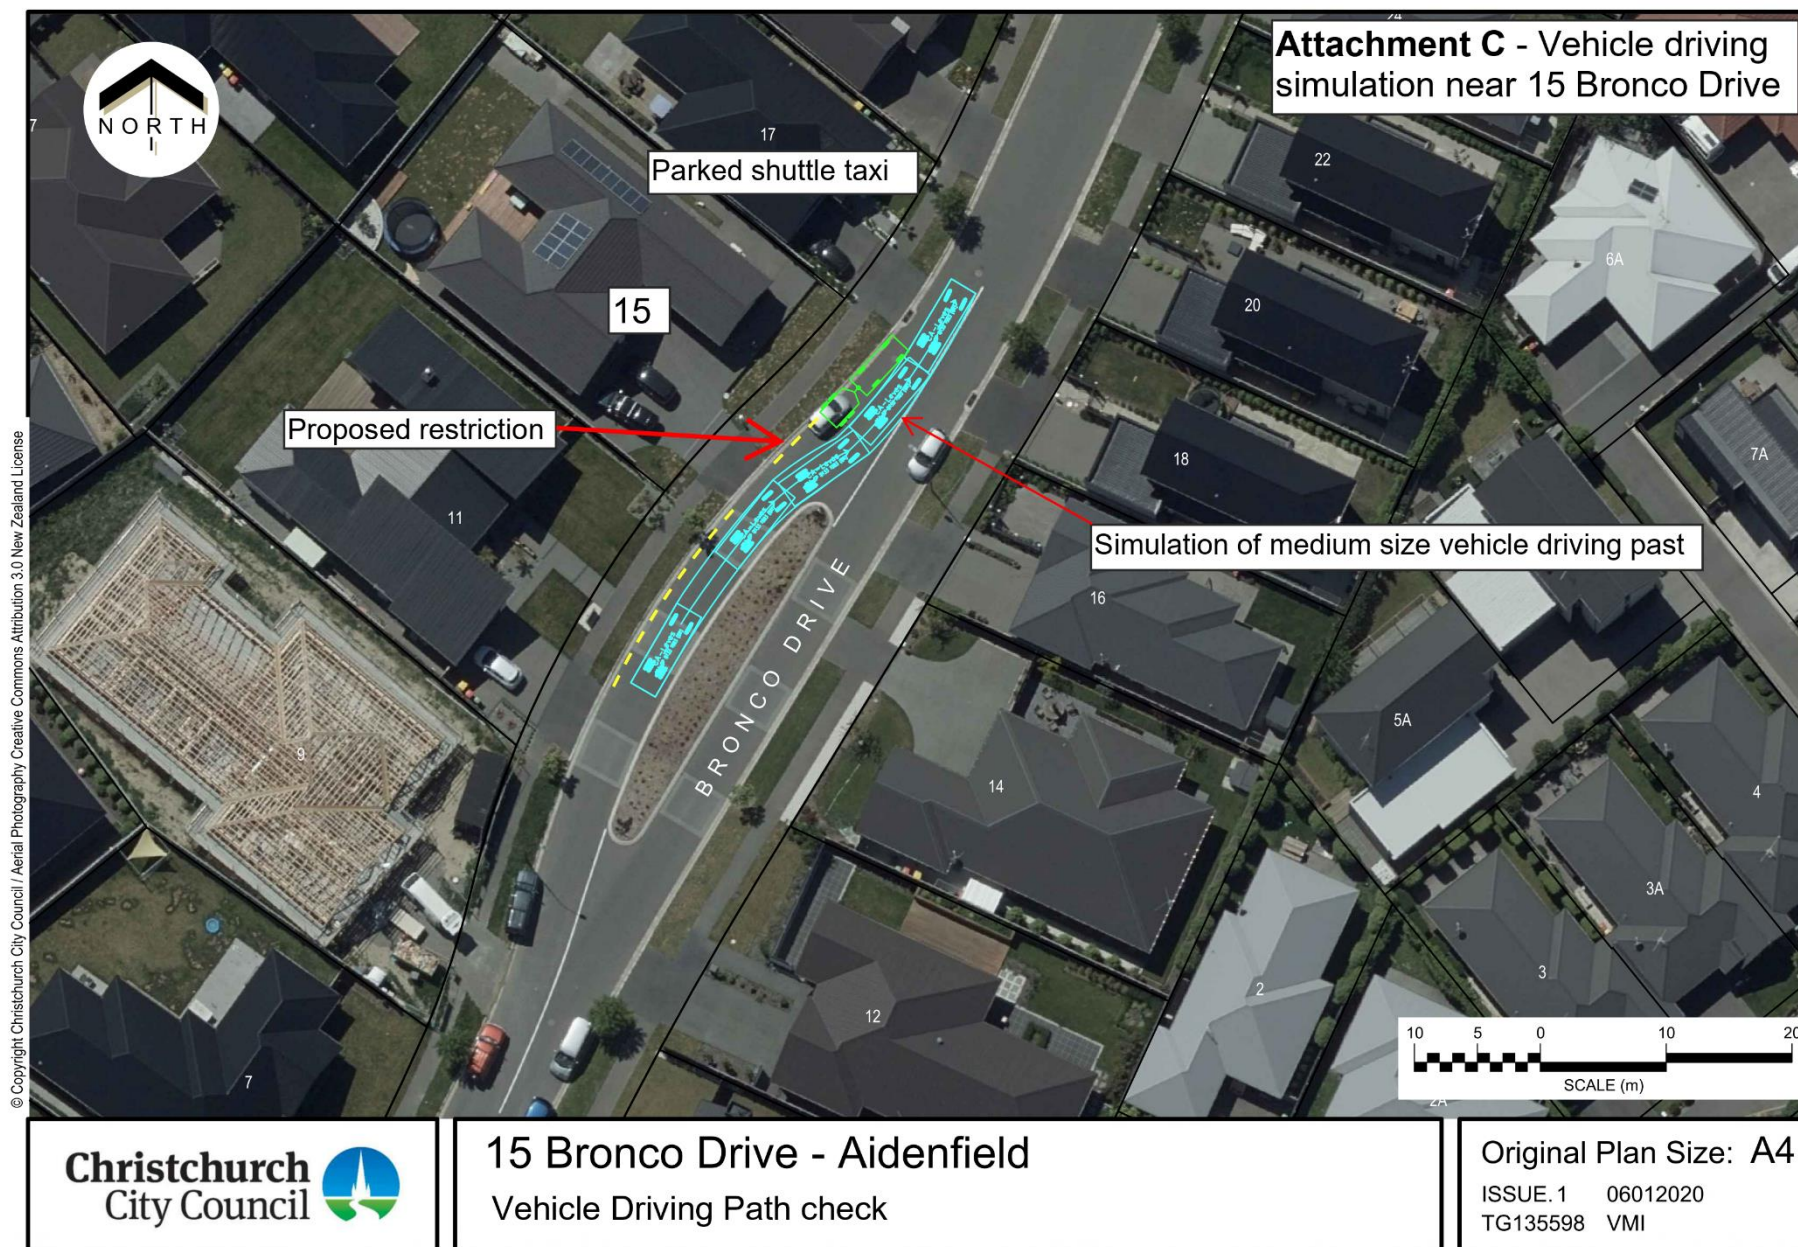 Attachment C - Vehicle driving
simulation near 15 Bronco Drive
24
NORTH
7
17
Parked shuttle taxi
22
6A
20
15
Proposed restriction
18
7A
11
Simulation of medium size vehicle driving past
16
BRONCO DRIVE
5A
9
14
4
3A
3
2
12
7
2A
10 5 0 10 20
SCALE (m)
© Copyright Christchurch City Council / Aerial Photography Creative Commons Attribution 3.0 New Zealand License
Christchurch
City Council
15 Bronco Drive - Aidenfield
Vehicle Driving Path check
Original Plan Size: A4
ISSUE.1 06012020
TG135598 VMI